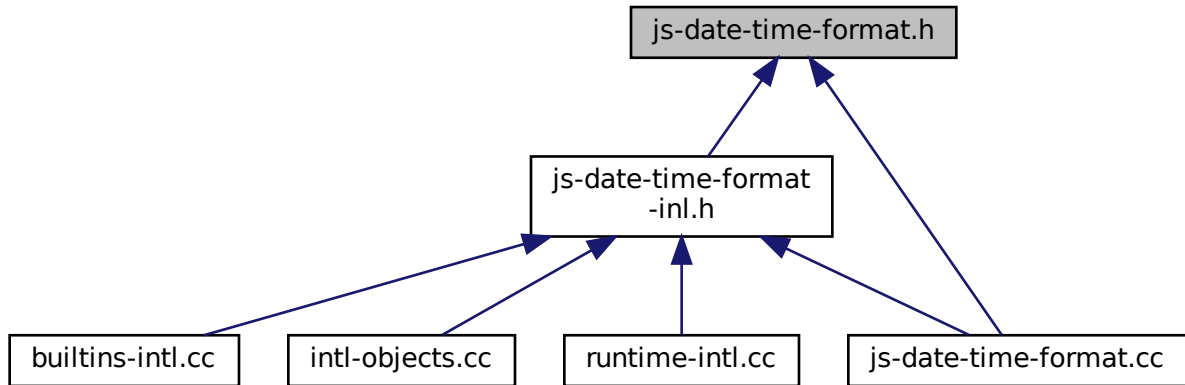 js-date-time-format.h
js-date-time-format
-inl.h
builtins-intl.cc
intl-objects.cc
runtime-intl.cc
js-date-time-format.cc